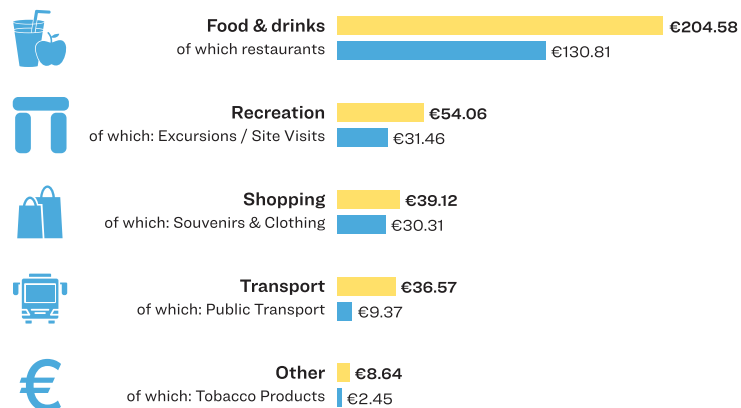 Food & drinks €204.58
of which restaurants €130.81
Recreation €54.06
of which: Excursions / Site Visits €31.46
Shopping €39.12
of which: Souvenirs & Clothing €30.31
Transport €36.57
of which: Public Transport €9.37
Other €8.64
of which: Tobacco Products €2.45
€